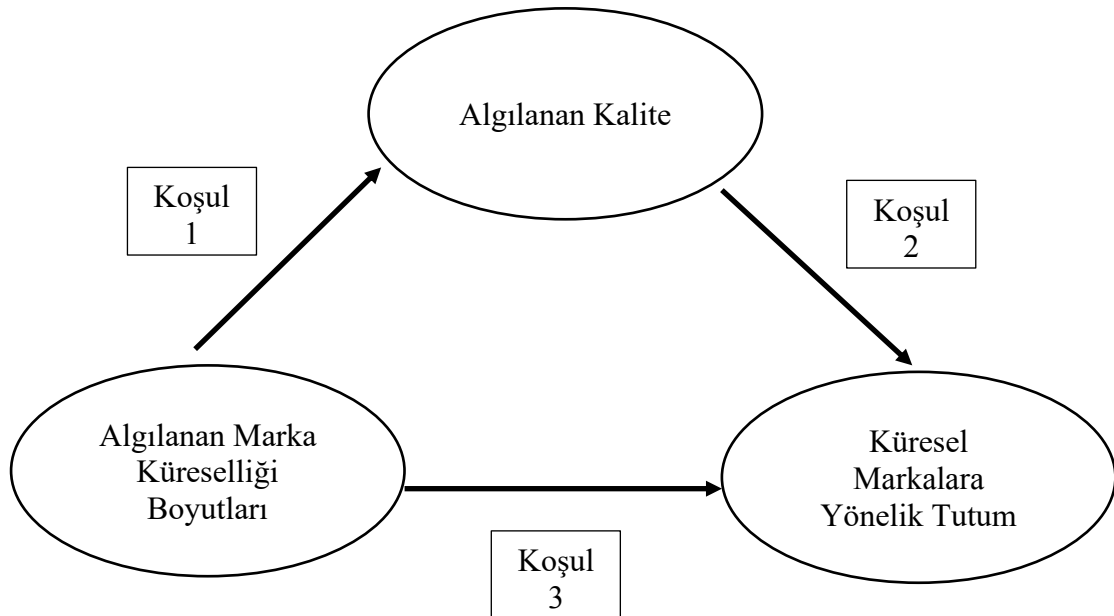 Algılanan Kalite
Koşul
1
Koşul
2
Algılanan Marka
Küreselliği
Boyutları
Küresel
Markalara
Yönelik Tutum
Koşul
3